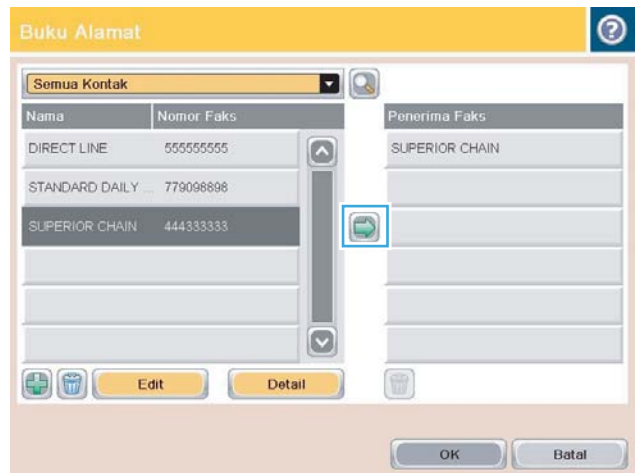 Buku Alamat
?
Semua Kontak
Nama Nomor Faks
Penerima Faks
DIRECT LINE 555555555
SUPERIOR CHAIN
STANDARD DAILY ... 779098898
SUPERIOR CHAIN 444333333
Edit Detail
OK Batal